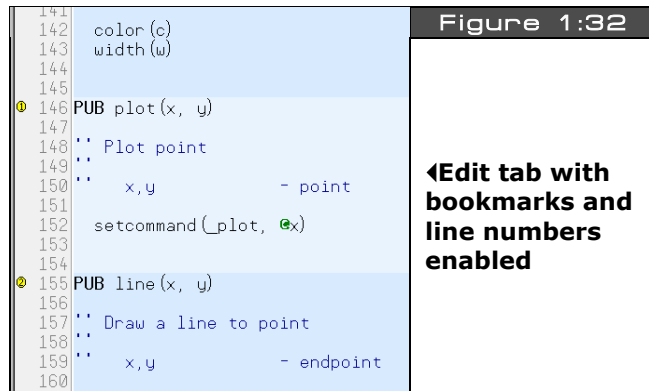 141
142 color(c)
143 width(w)
144
145
1 146 PUB plot(x, y)
147
148 '' Plot point
149 ''
150 '' x,y - point
151
152 setcommand(_plot, @x)
153
154
2 155 PUB line(x, y)
156
157 '' Draw a line to point
158 ''
159 '' x,y - endpoint
160
Figure 1:32
◀Edit tab with
bookmarks and
line numbers
enabled